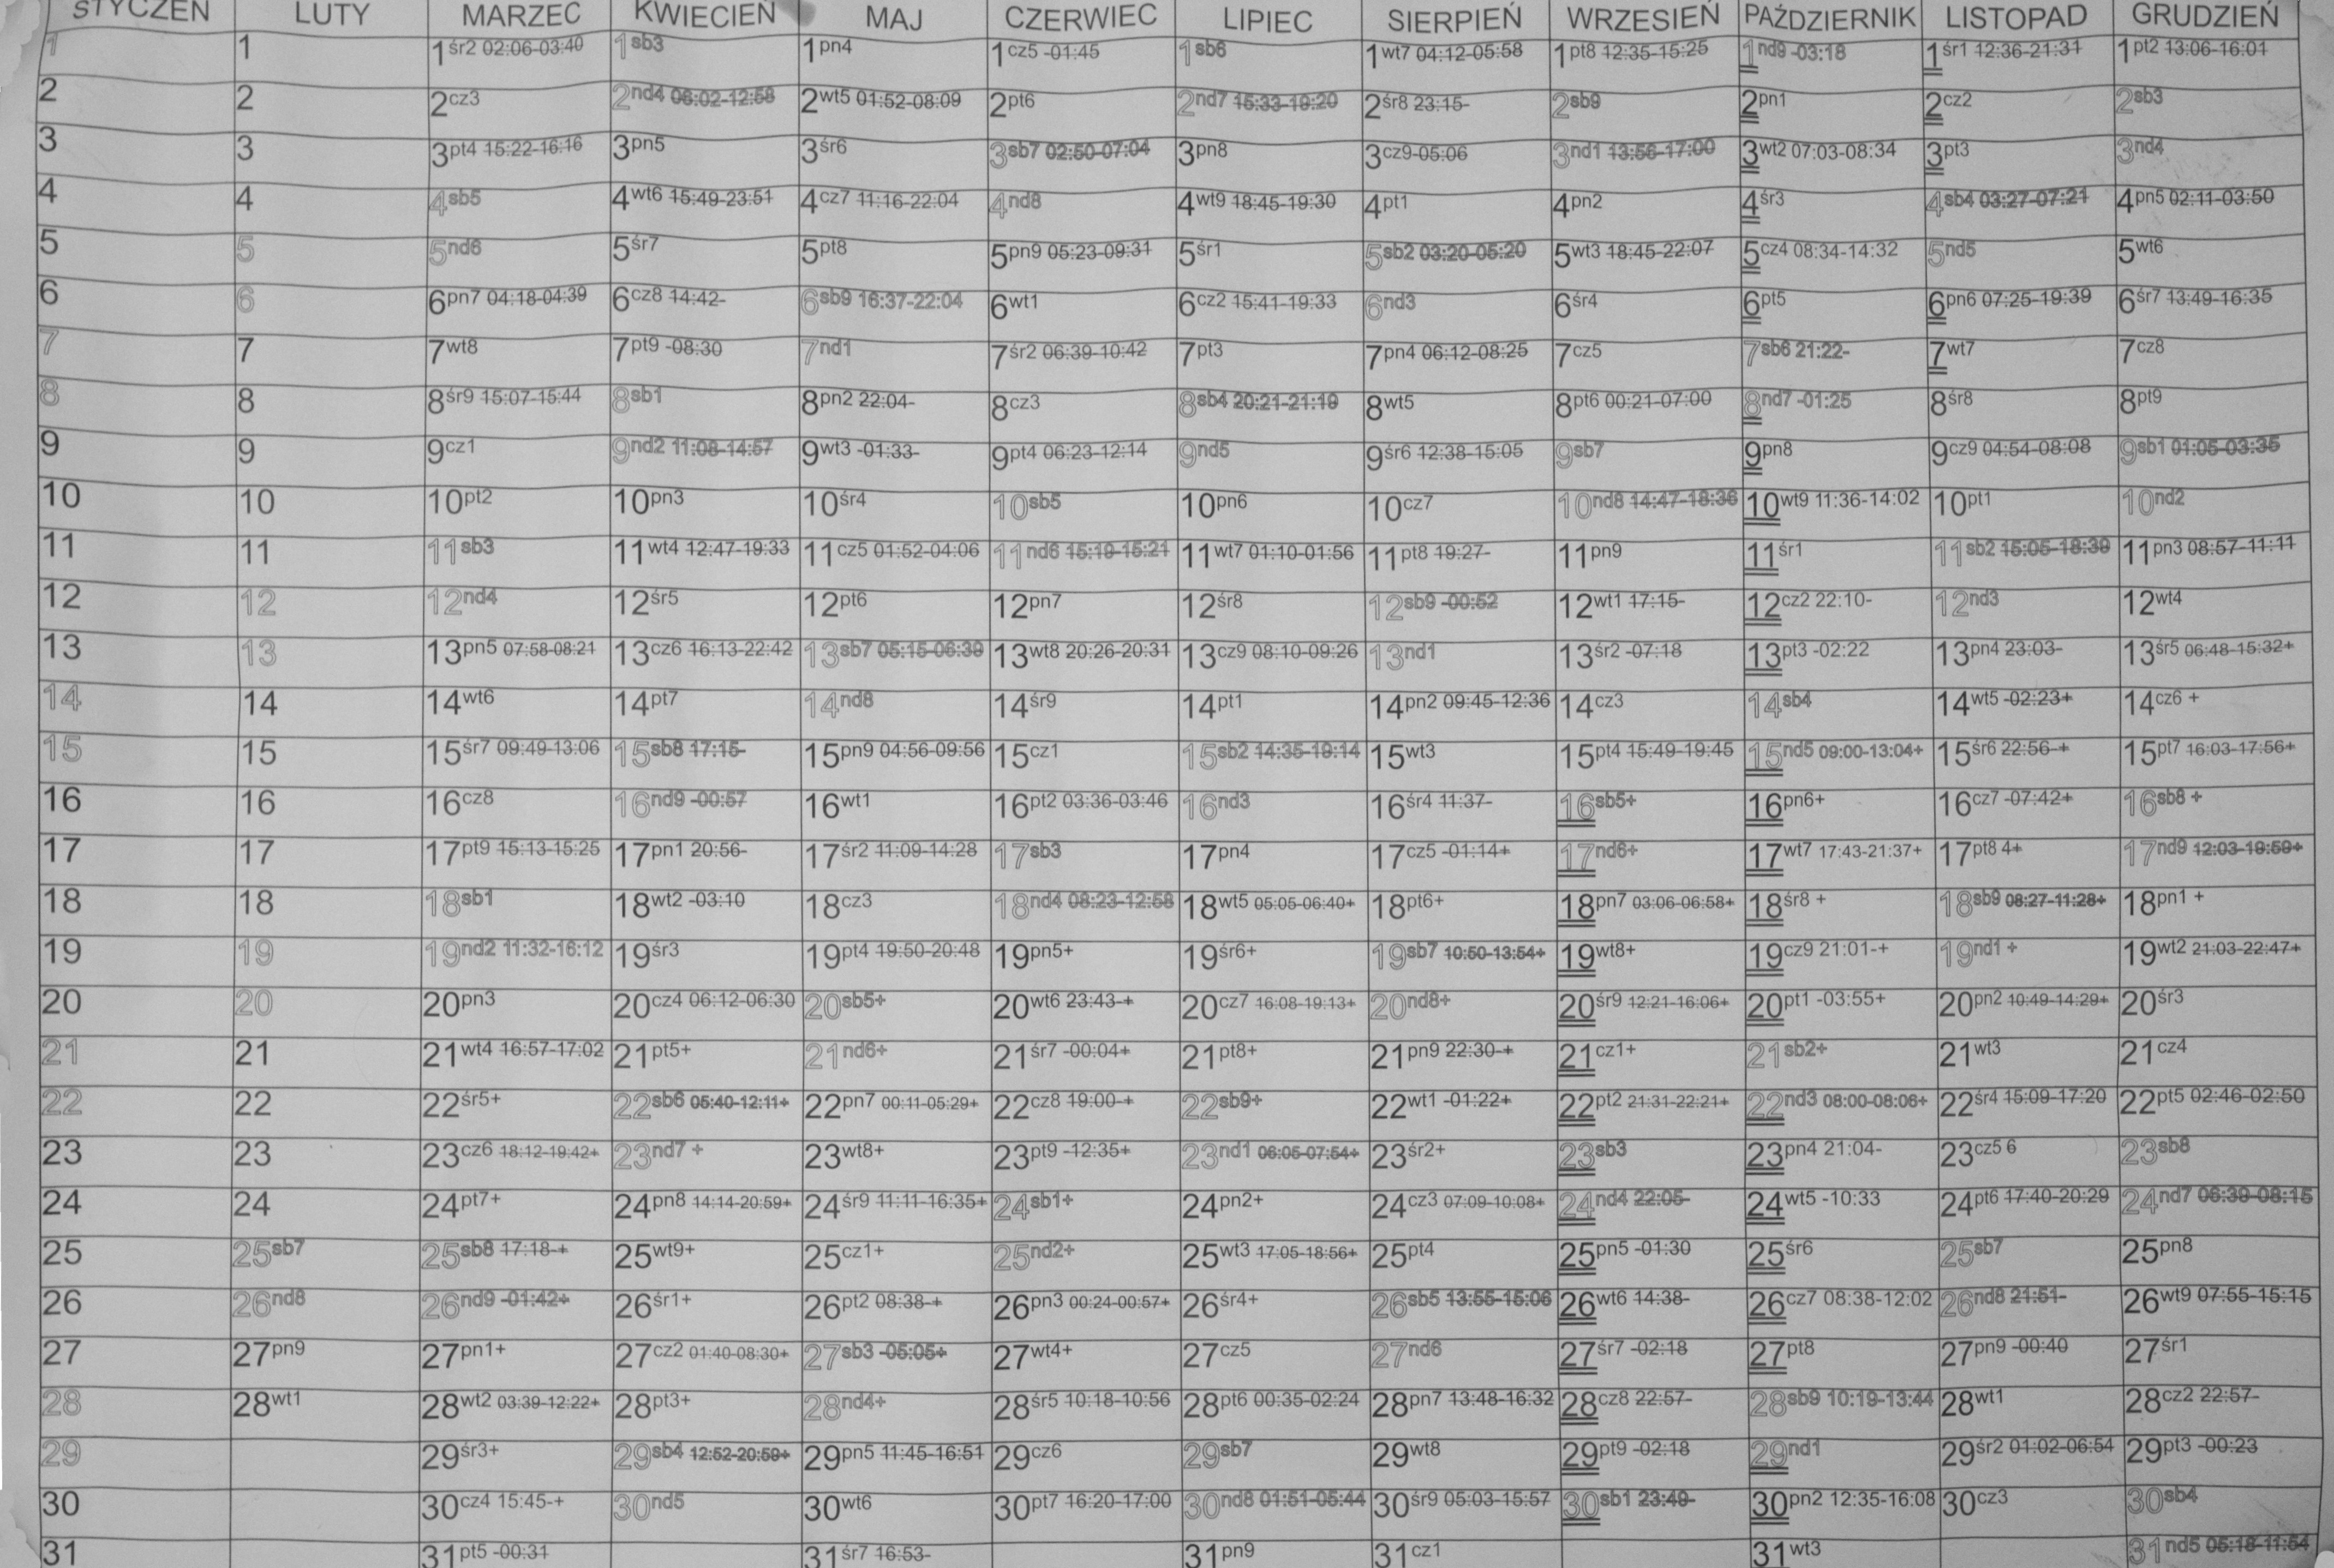 STYCZEŃ LUTY MARZEC KWIECIEŃ MAJ CZERWIEC LIPIEC SIERPIEŃ WRZESIEŃ PAŹDZIERNIK LISTOPAD GRUDZIEŃ
1 1 1śr2 02:06-03:40 1sb3 1pn4 1cz5 -01:45 1sb6 1wt7 04:12-05:58 1pt8 12:35-15:25 1nd9 -03:18 1śr1 12:36-21:31 1pt2 13:06-16:01
2 2 2cz3 2nd4 06:02-12:58 2wt5 01:52-08:09 2pt6 2nd7 15:33-19:20 2śr8 23:15- 2sb9 2pn1 2cz2 2sb3
3 3 3pt4 15:22-16:16 3pn5 3śr6 3sb7 02:50-07:04 3pn8 3cz9-05:06 3nd1 13:56-17:00 3wt2 07:03-08:34 3pt3 3nd4
4 4 4sb5 4wt6 15:49-23:51 4cz7 11:16-22:04 4nd8 4wt9 18:45-19:30 4pt1 4pn2 4śr3 4sb4 03:27-07:21 4pn5 02:11-03:50
5 5 5nd6 5śr7 5pt8 5pn9 05:23-09:31 5śr1 5sb2 03:20-05:20 5wt3 18:45-22:07 5cz4 08:34-14:32 5nd5 5wt6
6 6 6pn7 04:18-04:39 6cz8 14:42- 6sb9 16:37-22:04 6wt1 6cz2 15:41-19:33 6nd3 6śr4 6pt5 6pn6 07:25-19:39 6śr7 13:49-16:35
7 7 7wt8 7pt9 -08:30 7nd1 7śr2 06:39-10:42 7pt3 7pn4 06:12-08:25 7cz5 7sb6 21:22- 7wt7 7cz8
8 8 8śr9 15:07-15:44 8sb1 8pn2 22:04- 8cz3 8sb4 20:21-21:19 8wt5 8pt6 00:21-07:00 8nd7 -01:25 8śr8 8pt9
9 9 9cz1 9nd2 11:08-14:57 9wt3 -01:33- 9pt4 06:23-12:14 9nd5 9śr6 12:38-15:05 9sb7 9pn8 9cz9 04:54-08:08 9sb1 01:05-03:35
10 10 10pt2 10pn3 10śr4 10sb5 10pn6 10cz7 10nd8 14:47-18:36 10wt9 11:36-14:02 10pt1 10nd2
11 11 11sb3 11wt4 12:47-19:33 11cz5 01:52-04:06 11nd6 15:19-15:21 11wt7 01:10-01:56 11pt8 19:27- 11pn9 11śr1 11sb2 15:05-18:39 11pn3 08:57-11:11
12 12 12nd4 12śr5 12pt6 12pn7 12śr8 12sb9 -00:52 12wt1 17:15- 12cz2 22:10- 12nd3 12wt4
13 13 13pn5 07:58-08:21 13cz6 16:13-22:42 13sb7 05:15-06:39 13wt8 20:26-20:31 13cz9 08:10-09:26 13nd1 13śr2 -07:18 13pt3 -02:22 13pn4 23:03- 13śr5 06:48-15:32+
14 14 14wt6 14pt7 14nd8 14śr9 14pt1 14pn2 09:45-12:36 14cz3 14sb4 14wt5 -02:23+ 14cz6 +
15 15 15śr7 09:49-13:06 15sb8 17:15- 15pn9 04:56-09:56 15cz1 15sb2 14:35-19:14 15wt3 15pt4 15:49-19:45 15nd5 09:00-13:04+ 15śr6 22:56-+ 15pt7 16:03-17:56+
16 16 16cz8 16nd9 -00:57 16wt1 16pt2 03:36-03:46 16nd3 16śr4 11:37- 16sb5+ 16pn6+ 16cz7 -07:42+ 16sb8 +
17 17 17pt9 15:13-15:25 17pn1 20:56- 17śr2 11:09-14:28 17sb3 17pn4 17cz5 -01:14+ 17nd6+ 17wt7 17:43-21:37+ 17pt8 4+ 17nd9 12:03-19:59+
18 18 18sb1 18wt2 -03:10 18cz3 18nd4 08:23-12:58 18wt5 05:05-06:40+ 18pt6+ 18pn7 03:06-06:58+ 18śr8 + 18sb9 08:27-11:28+ 18pn1 +
19 19 19nd2 11:32-16:12 19śr3 19pt4 19:50-20:48 19pn5+ 19śr6+ 19sb7 10:50-13:54+ 19wt8+ 19cz9 21:01-+ 19nd1 + 19wt2 21:03-22:47+
20 20 20pn3 20cz4 06:12-06:30 20sb5+ 20wt6 23:43-+ 20cz7 16:08-19:13+ 20nd8+ 20śr9 12:21-16:06+ 20pt1 -03:55+ 20pn2 10:49-14:29+ 20śr3
21 21 21wt4 16:57-17:02 21pt5+ 21nd6+ 21śr7 -00:04+ 21pt8+ 21pn9 22:30-+ 21cz1+ 21sb2+ 21wt3 21cz4
22 22 22śr5+ 22sb6 05:40-12:11+ 22pn7 00:11-05:29+ 22cz8 19:00-+ 22sb9+ 22wt1 -01:22+ 22pt2 21:31-22:21+ 22nd3 08:00-08:06+ 22śr4 15:09-17:20 22pt5 02:46-02:50
23 23 23cz6 18:12-19:42+ 23nd7 + 23wt8+ 23pt9 -12:35+ 23nd1 06:05-07:54+ 23śr2+ 23sb3 23pn4 21:04- 23cz5 6 23sb8
24 24 24pt7+ 24pn8 14:14-20:59+ 24śr9 11:11-16:35+ 24sb1+ 24pn2+ 24cz3 07:09-10:08+ 24nd4 22:05- 24wt5 -10:33 24pt6 17:40-20:29 24nd7 06:39-08:15
25 25sb7 25sb8 17:18-+ 25wt9+ 25cz1+ 25nd2+ 25wt3 17:05-18:56+ 25pt4 25pn5 -01:30 25śr6 25sb7 25pn8
26 26nd8 26nd9 -01:42+ 26śr1+ 26pt2 08:38-+ 26pn3 00:24-00:57+ 26śr4+ 26sb5 13:55-15:06 26wt6 14:38- 26cz7 08:38-12:02 26nd8 21:51- 26wt9 07:55-15:15
27 27pn9 27pn1+ 27cz2 01:40-08:30+ 27sb3 -05:05+ 27wt4+ 27cz5 27nd6 27śr7 -02:18 27pt8 27pn9 -00:40 27śr1
28 28wt1 28wt2 03:39-12:22+ 28pt3+ 28nd4+ 28śr5 10:18-10:56 28pt6 00:35-02:24 28pn7 13:48-16:32 28cz8 22:57- 28sb9 10:19-13:44 28wt1 28cz2 22:57-
29 29śr3+ 29sb4 12:52-20:59+ 29pn5 11:45-16:51 29cz6 29sb7 29wt8 29pt9 -02:18 29nd1 29śr2 01:02-06:54 29pt3 -00:23
30 30cz4 15:45-+ 30nd5 30wt6 30pt7 16:20-17:00 30nd8 01:51-05:44 30śr9 05:03-15:57 30sb1 23:49- 30pn2 12:35-16:08 30cz3 30sb4
31 31pt5 -00:31 31śr7 16:53- 31pn9 31cz1 31wt3 31nd5 05:18-11:54